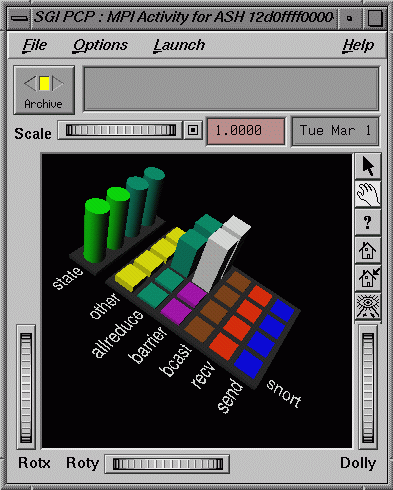 SGI PCP : MPI Activity for ASH 12d0ffff0000
File Options Launch Help
Archive
Scale 1.0000 Tue Mar 1
?
state
other
allreduce
barrier
bcast
recv
send
snort
Rotx Roty Dolly